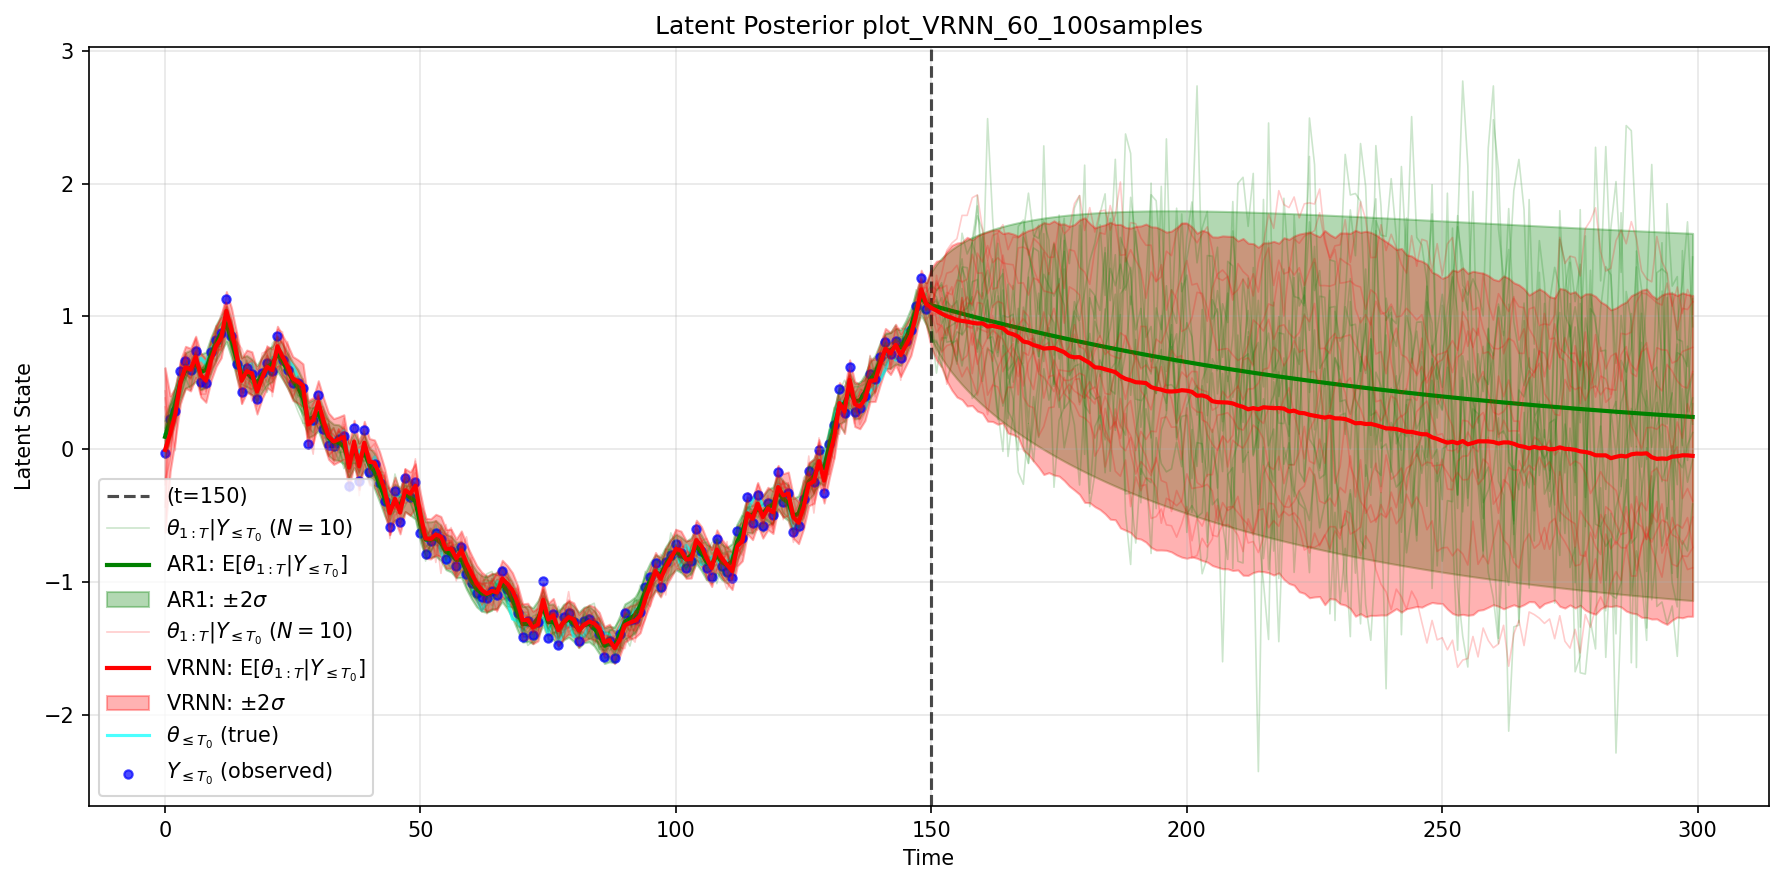 Latent Posterior plot_VRNN_60_100samples
Latent State
3
2
1
0
−1
−2
(t=150)
θ₁:T|Y≤T₀ (N = 10)
AR1: E[θ₁:T|Y≤T₀]
AR1: ±2σ
θ₁:T|Y≤T₀ (N = 10)
VRNN: E[θ₁:T|Y≤T₀]
VRNN: ±2σ
θ≤T₀ (true)
Y≤T₀ (observed)
0 50 100 150 200 250 300
Time